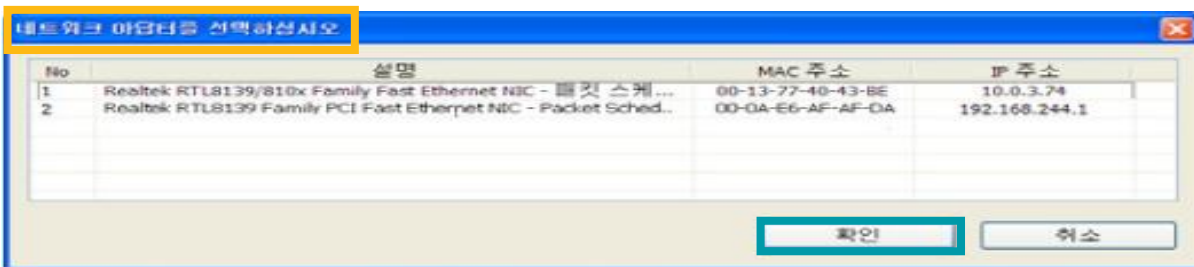 네트워크 아답터를 선택하십시오
No 설명 MAC 주소 IP 주소
1 Realtek RTL8139/810x Family Fast Ethernet NIC - 패킷 스케... 00-13-77-40-43-BE 10.0.3.74
2 Realtek RTL8139 Family PCI Fast Ethernet NIC - Packet Sched... 00-0A-E6-AF-AF-DA 192.168.244.1
확인 취소